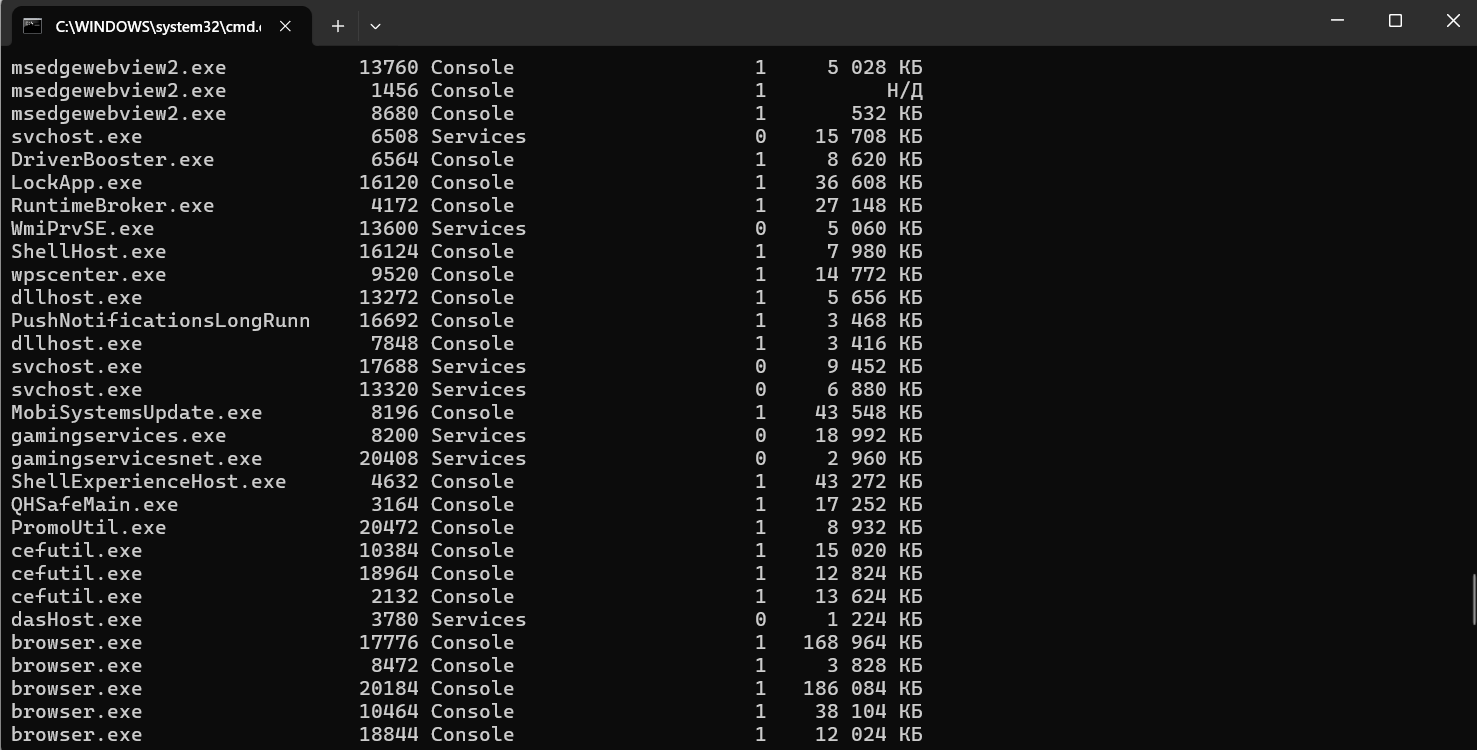 C:\WINDOWS\system32\cmd.e
msedgewebview2.exe 13760 Console 1 5 028 КБ
msedgewebview2.exe 1456 Console 1 Н/Д
msedgewebview2.exe 8680 Console 1 532 КБ
svchost.exe 6508 Services 0 15 708 КБ
DriverBooster.exe 6564 Console 1 8 620 КБ
LockApp.exe 16120 Console 1 36 608 КБ
RuntimeBroker.exe 4172 Console 1 27 148 КБ
WmiPrvSE.exe 13600 Services 0 5 060 КБ
ShellHost.exe 16124 Console 1 7 980 КБ
wpscenter.exe 9520 Console 1 14 772 КБ
dllhost.exe 13272 Console 1 5 656 КБ
PushNotificationsLongRunn 16692 Console 1 3 468 КБ
dllhost.exe 7848 Console 1 3 416 КБ
svchost.exe 17688 Services 0 9 452 КБ
svchost.exe 13320 Services 0 6 880 КБ
MobiSystemsUpdate.exe 8196 Console 1 43 548 КБ
gamingservices.exe 8200 Services 0 18 992 КБ
gamingservicesnet.exe 20408 Services 0 2 960 КБ
ShellExperienceHost.exe 4632 Console 1 43 272 КБ
QHSafeMain.exe 3164 Console 1 17 252 КБ
PromoUtil.exe 20472 Console 1 8 932 КБ
cefutil.exe 10384 Console 1 15 020 КБ
cefutil.exe 18964 Console 1 12 824 КБ
cefutil.exe 2132 Console 1 13 624 КБ
dasHost.exe 3780 Services 0 1 224 КБ
browser.exe 17776 Console 1 168 964 КБ
browser.exe 8472 Console 1 3 828 КБ
browser.exe 20184 Console 1 186 084 КБ
browser.exe 10464 Console 1 38 104 КБ
browser.exe 18844 Console 1 12 024 КБ